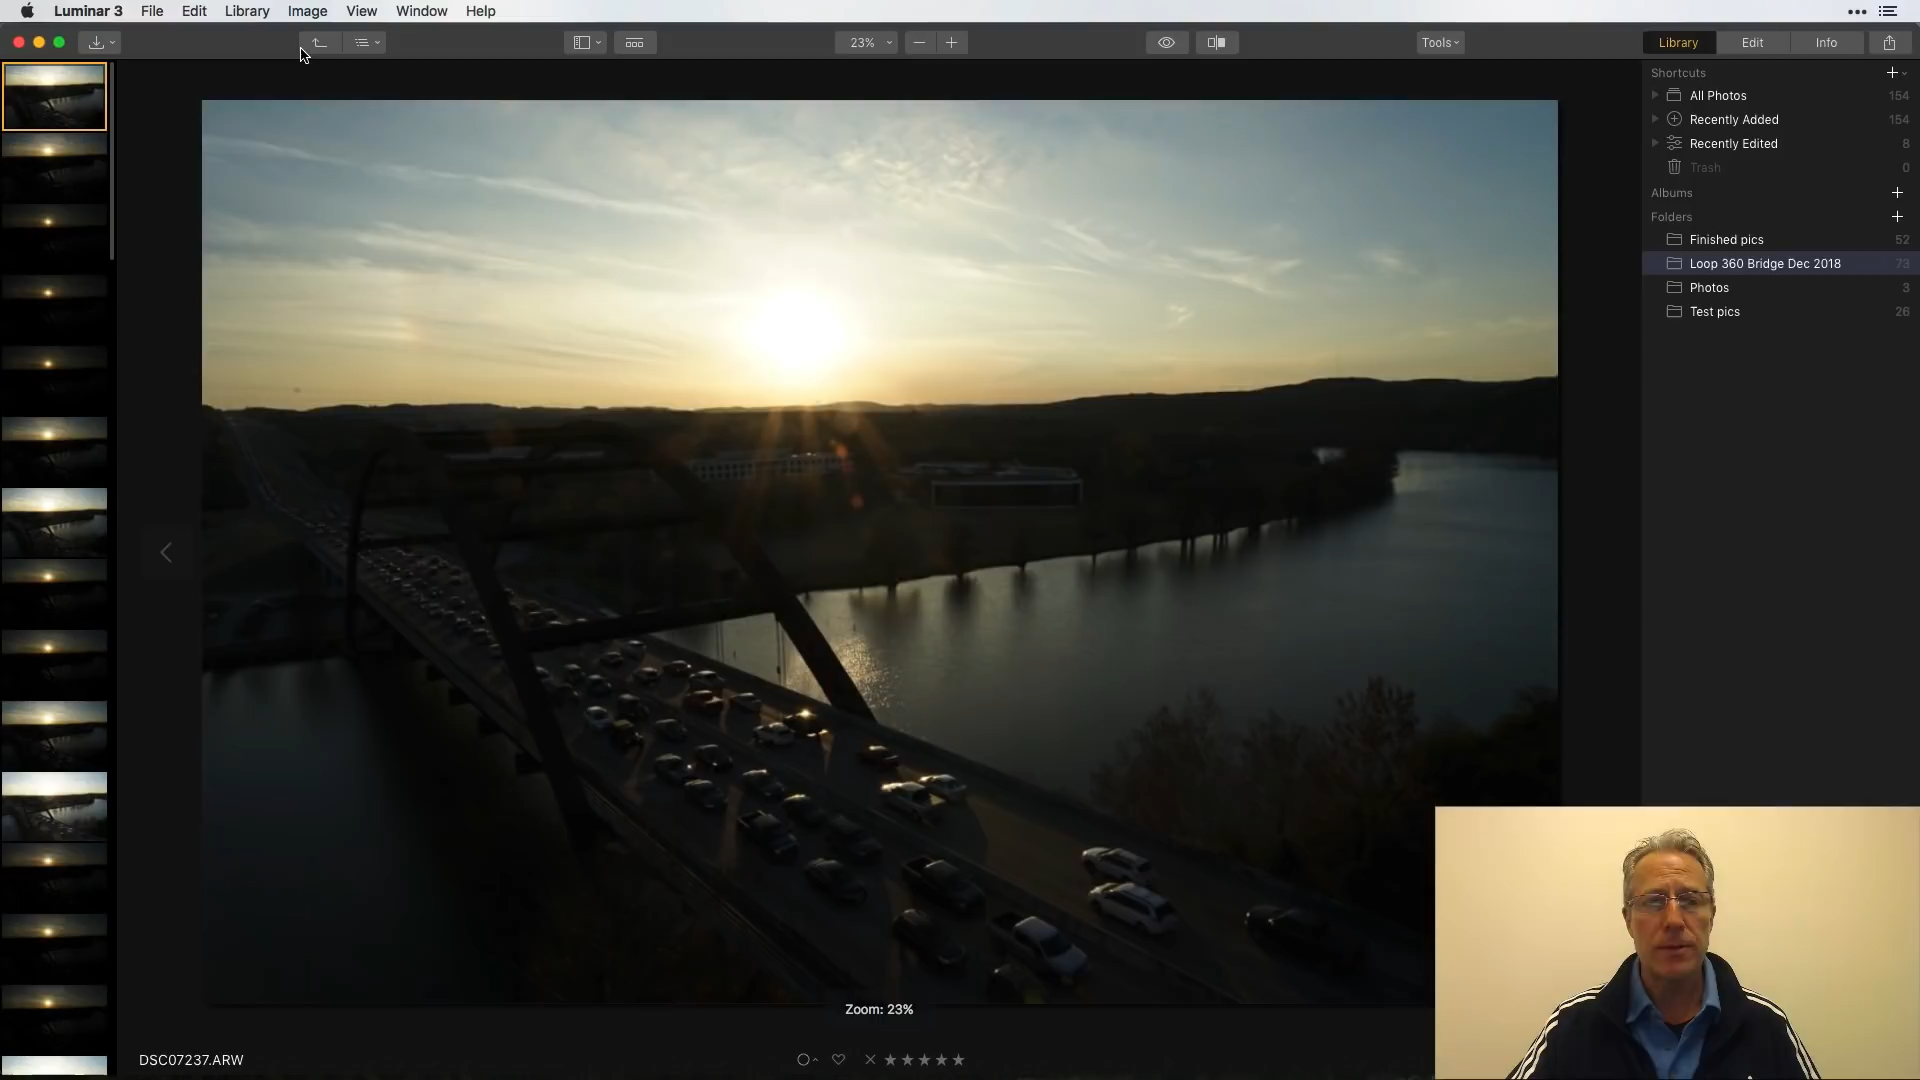 Luminar 3 File Edit Library Image View Window Help
23% Tools Library Edit Info
Shortcuts
All Photos 154
Recently Added 154
Recently Edited 8
Trash 0
Albums
Folders
Finished pics 52
Loop 360 Bridge Dec 2018 73
Photos 3
Test pics 26
Zoom: 23%
DSC07237.ARW